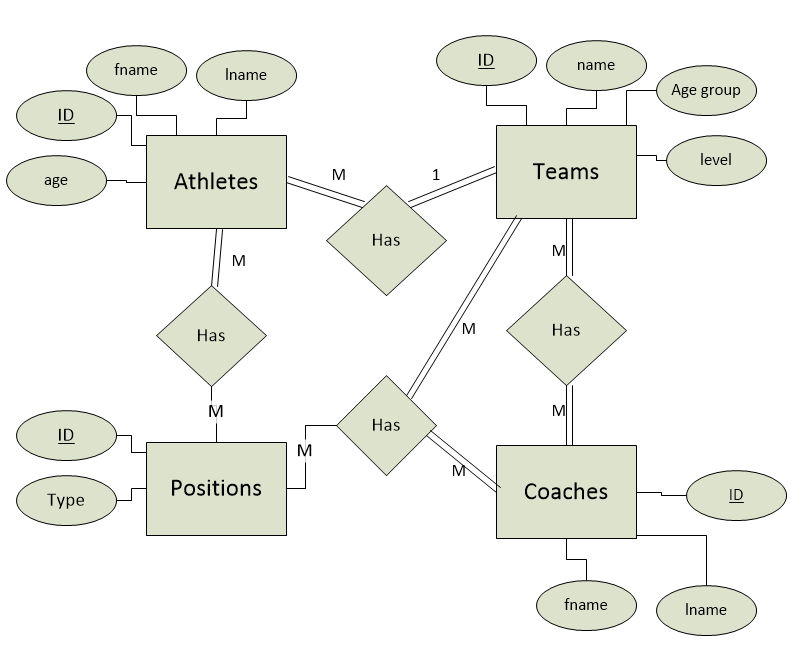 fname
lname
ID
age
Athletes
M
1
Has
ID
name
Age group
level
Teams
M
Has
M
M
Has
M
M
Has
M
M
ID
Type
Positions
Coaches
ID
fname
lname